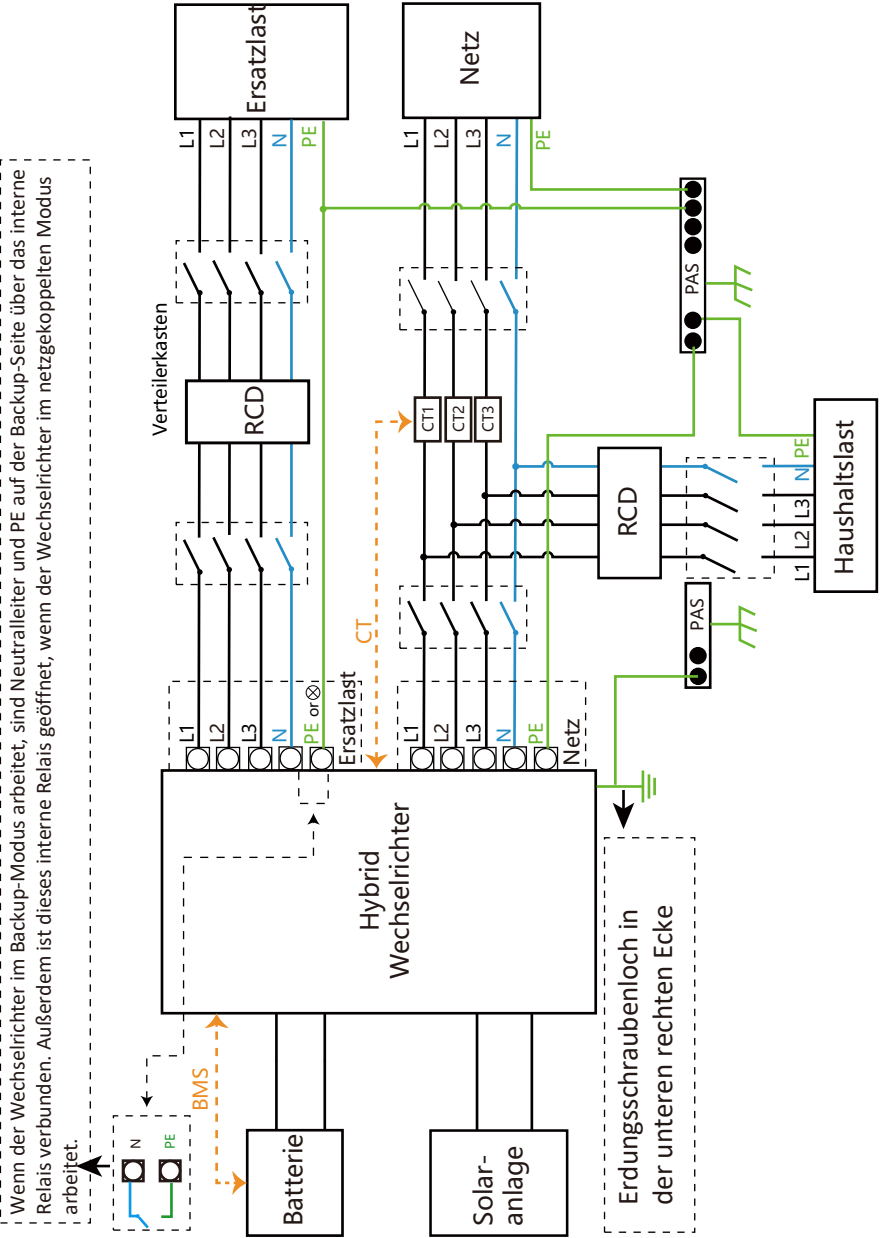 Wenn der Wechselrichter im Backup-Modus arbeitet, sind Neutralleiter und PE auf der Backup-Seite über das interne
Relais verbunden. Außerdem ist dieses interne Relais geöffnet, wenn der Wechselrichter im netzgekoppelten Modus
arbeitet.
N
PE
Verteilerkasten
L1
L2
L3
N
PE or
Ersatzlast
RCD
L1
L2
L3
N
PE
Ersatzlast
BMS
CT
Batterie
Hybrid
Wechselrichter
Solar-
anlage
L1
L2
L3
N
PE
Netz
CT1
CT2
CT3
L1
L2
L3
N
PE
Netz
RCD
PAS
PAS
L1
L2
L3
N
PE
Haushaltslast
Erdungsschraubenloch in
der unteren rechten Ecke